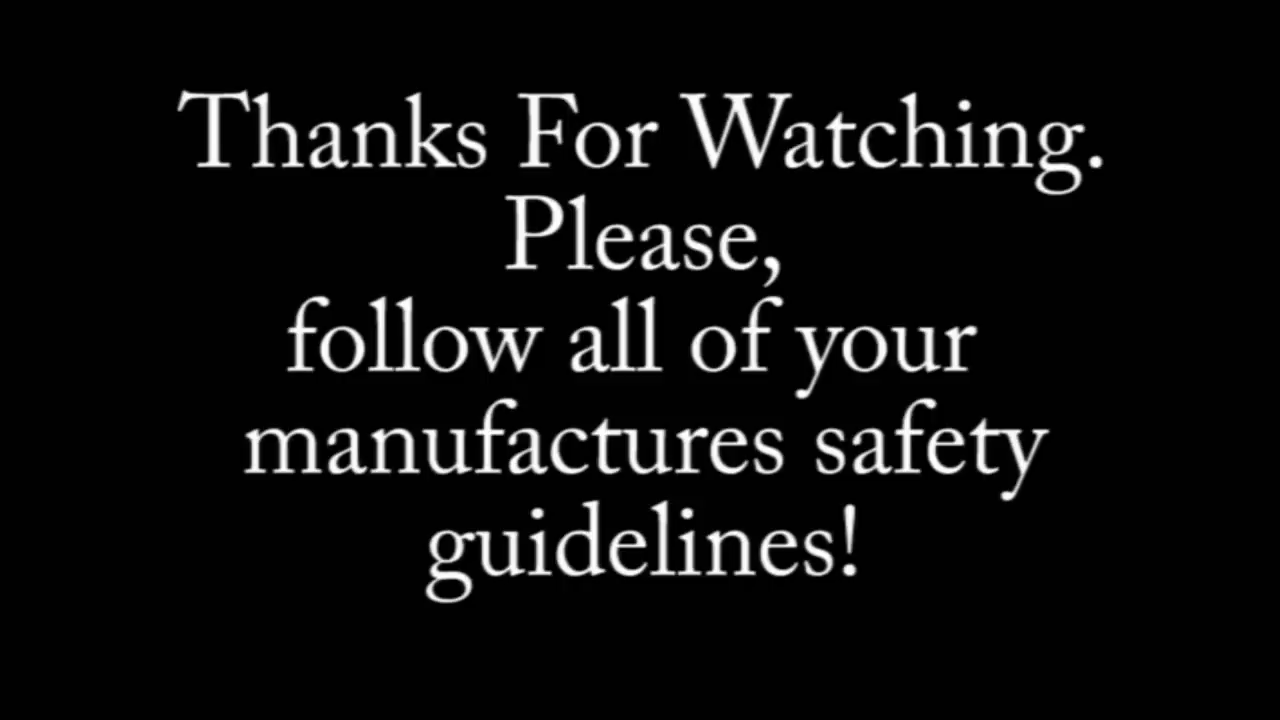 Thanks For Watching.
Please,
follow all of your
manufactures safety
guidelines!